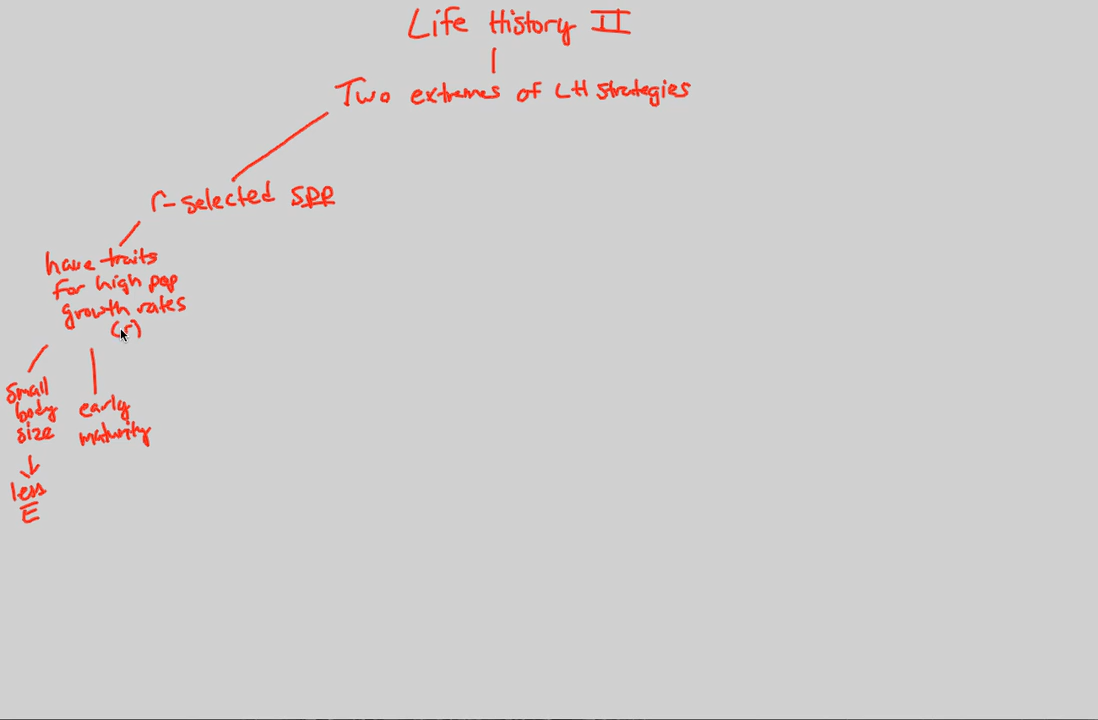 Life History II
Two extremes of LH strategies
r-selected spp
have traits
for high pop
growth rates
(r)
small
body
size
early
maturity
less
E